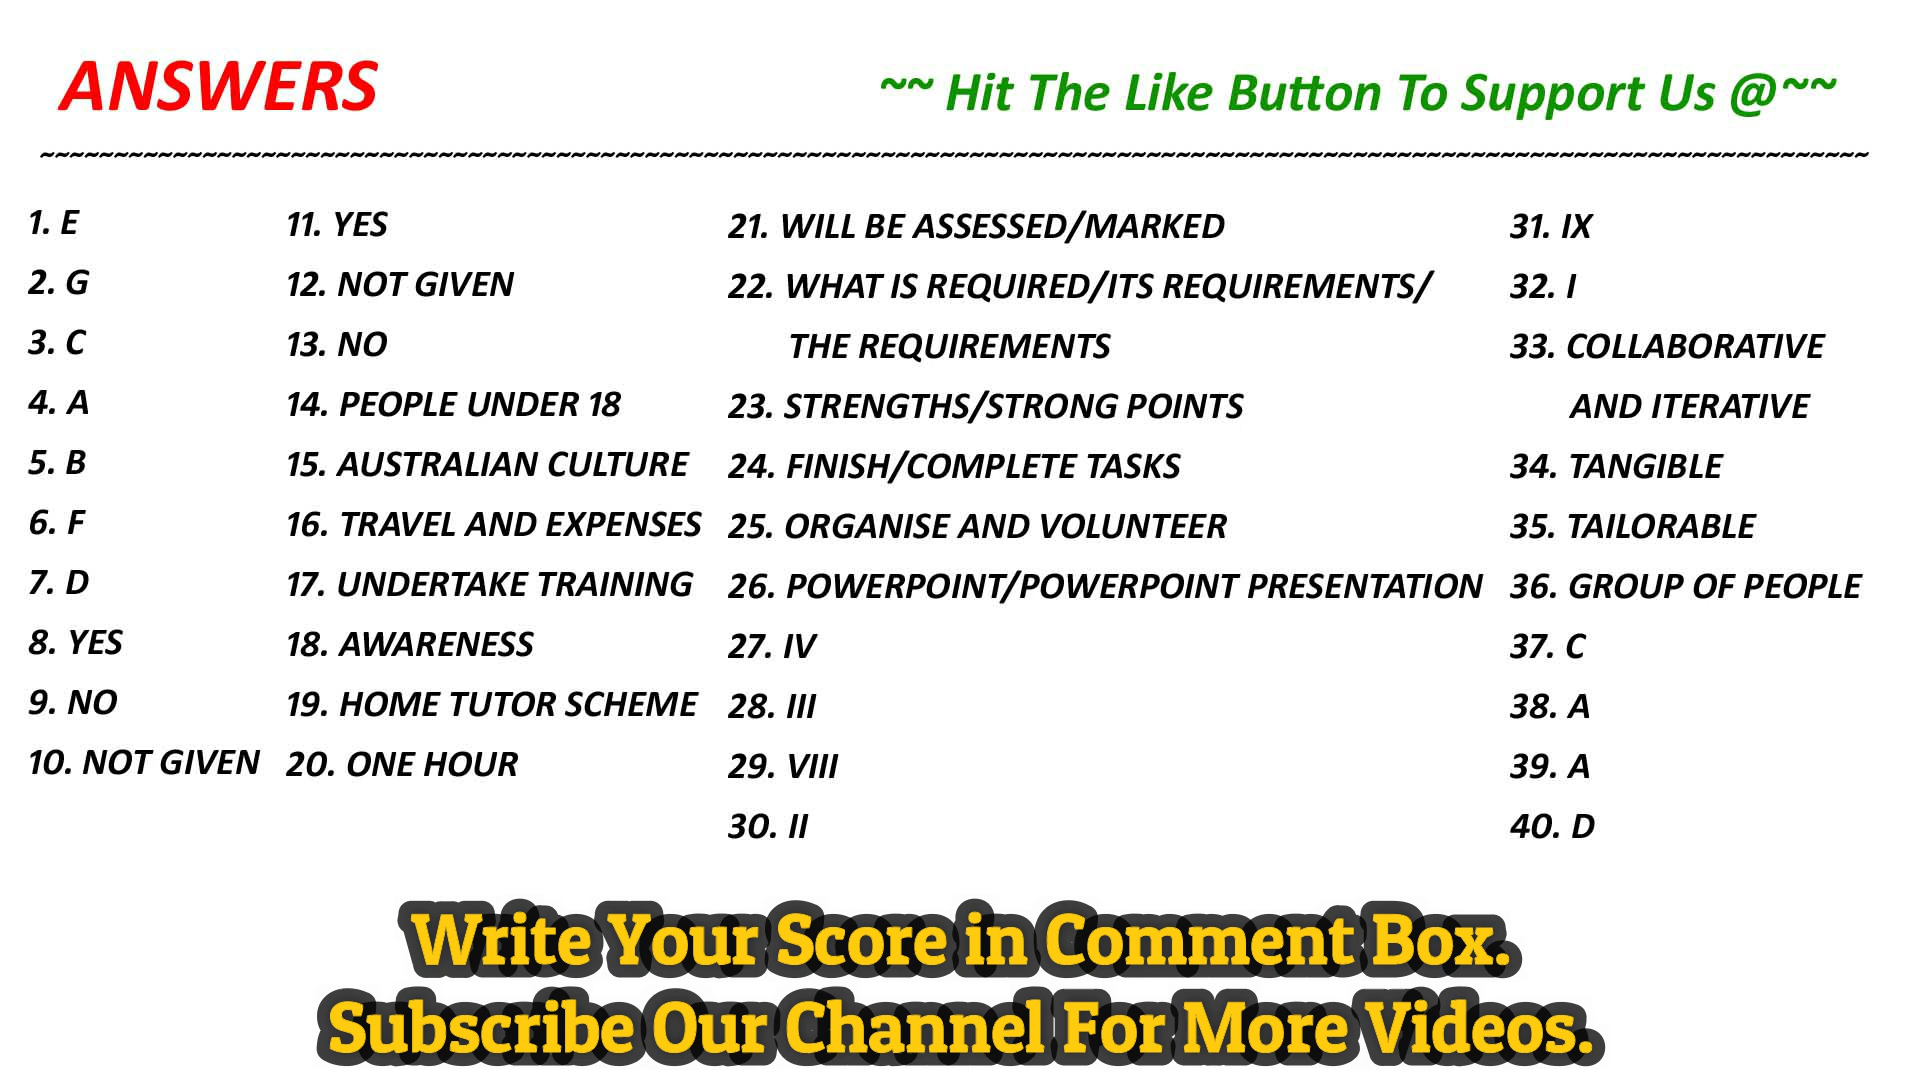 ANSWERS
~~ Hit The Like Button To Support Us @~~
~~~~~~~~~~~~~~~~~~~~~~~~~~~~~~~~~~~~~~~~~~~~~~~~~~~~~~~~~~~~~~~~~~~~~~~~~~~~~~~~~~~~~~~~~~~~~~~~~~~~~~~~~~~~~~~~~~~~~~~~~~~~
1. E
2. G
3. C
4. A
5. B
6. F
7. D
8. YES
9. NO
10. NOT GIVEN
11. YES
12. NOT GIVEN
13. NO
14. PEOPLE UNDER 18
15. AUSTRALIAN CULTURE
16. TRAVEL AND EXPENSES
17. UNDERTAKE TRAINING
18. AWARENESS
19. HOME TUTOR SCHEME
20. ONE HOUR
21. WILL BE ASSESSED/MARKED
22. WHAT IS REQUIRED/ITS REQUIREMENTS/
THE REQUIREMENTS
23. STRENGTHS/STRONG POINTS
24. FINISH/COMPLETE TASKS
25. ORGANISE AND VOLUNTEER
26. POWERPOINT/POWERPOINT PRESENTATION
27. IV
28. III
29. VIII
30. II
31. IX
32. I
33. COLLABORATIVE
AND ITERATIVE
34. TANGIBLE
35. TAILORABLE
36. GROUP OF PEOPLE
37. C
38. A
39. A
40. D
Write Your Score in Comment Box.
Subscribe Our Channel For More Videos.